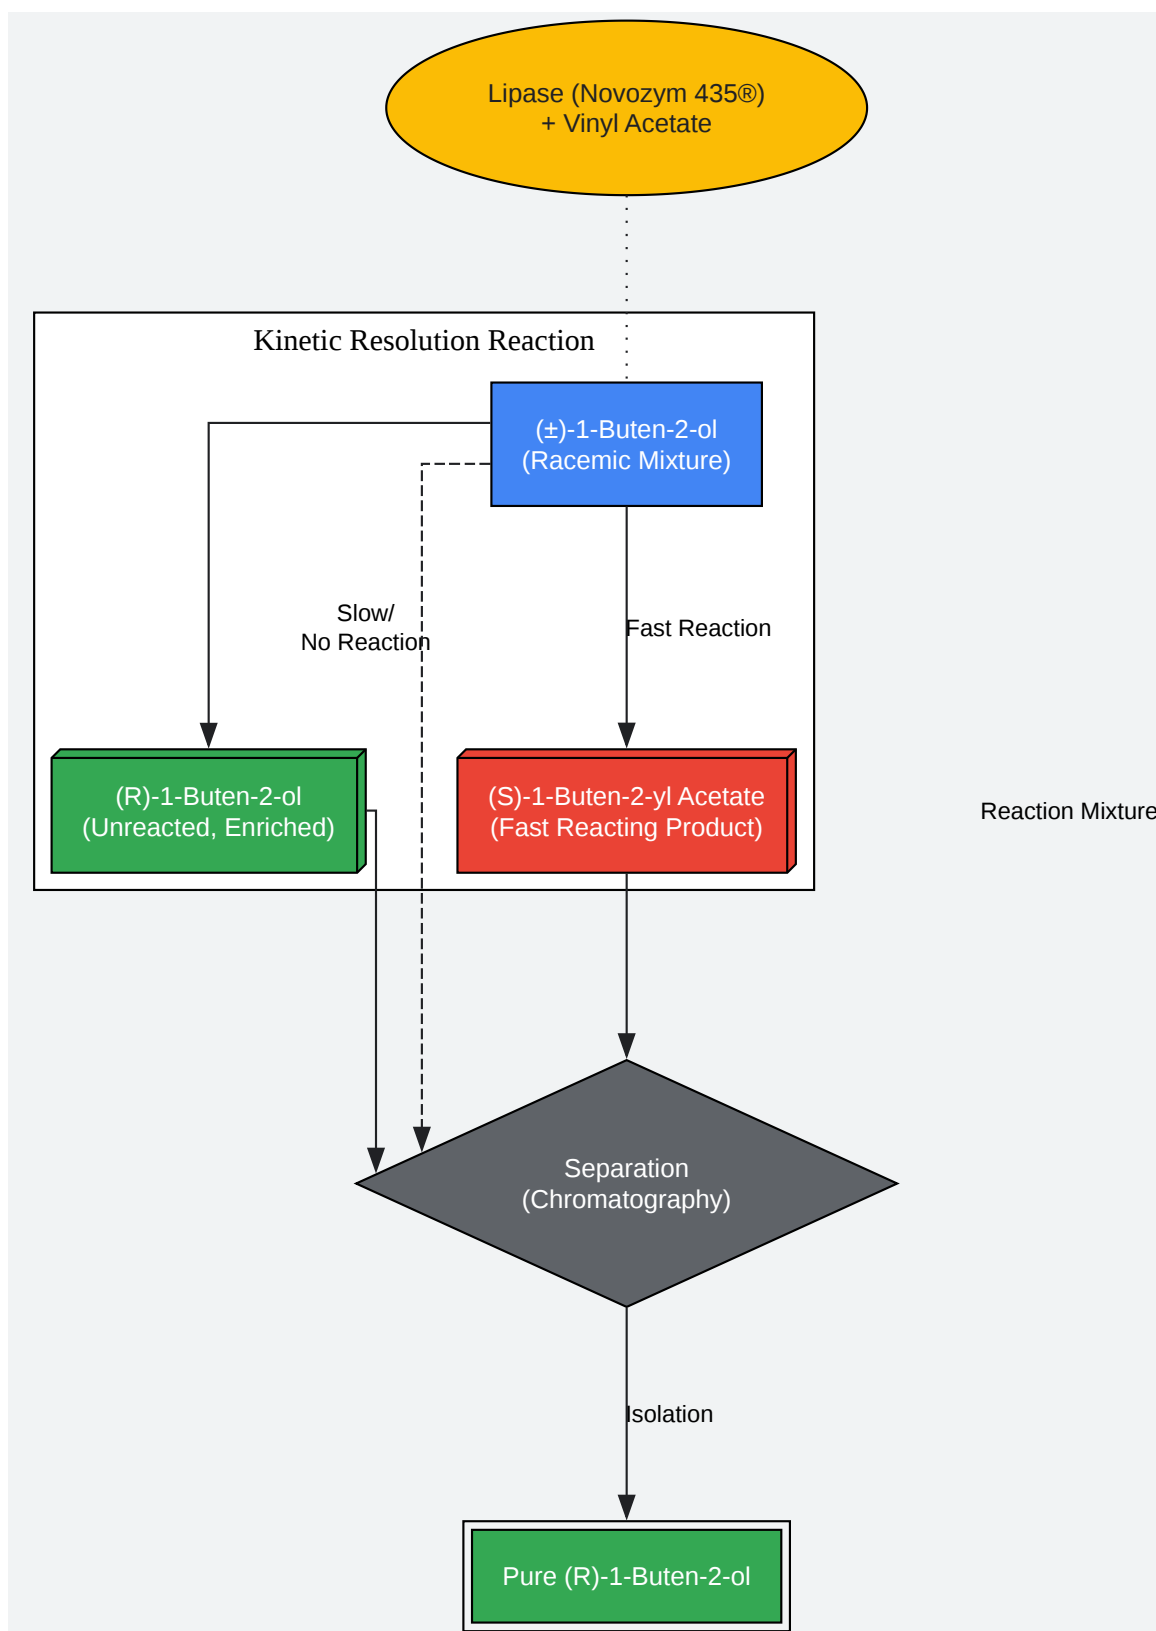 Lipase (Novozym 435®)
+ Vinyl Acetate
Kinetic Resolution Reaction
(±)-1-Buten-2-ol
(Racemic Mixture)
Slow/
No Reaction
Fast Reaction
(R)-1-Buten-2-ol
(Unreacted, Enriched)
(S)-1-Buten-2-yl Acetate
(Fast Reacting Product)
Reaction Mixture
Separation
(Chromatography)
Isolation
Pure (R)-1-Buten-2-ol